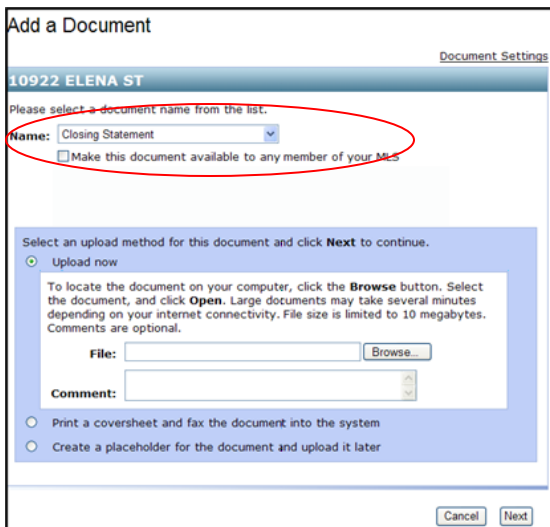 Add a Document
Document Settings
10922 ELENA ST
Please select a document name from the list.
Name: Closing Statement
Make this document available to any member of your MLS
Select an upload method for this document and click Next to continue.
Upload now
To locate the document on your computer, click the Browse button. Select
the document, and click Open. Large documents may take several minutes
depending on your internet connectivity. File size is limited to 10 megabytes.
Comments are optional.
File: Browse...
Comment:
Print a coversheet and fax the document into the system
Create a placeholder for the document and upload it later
Cancel Next